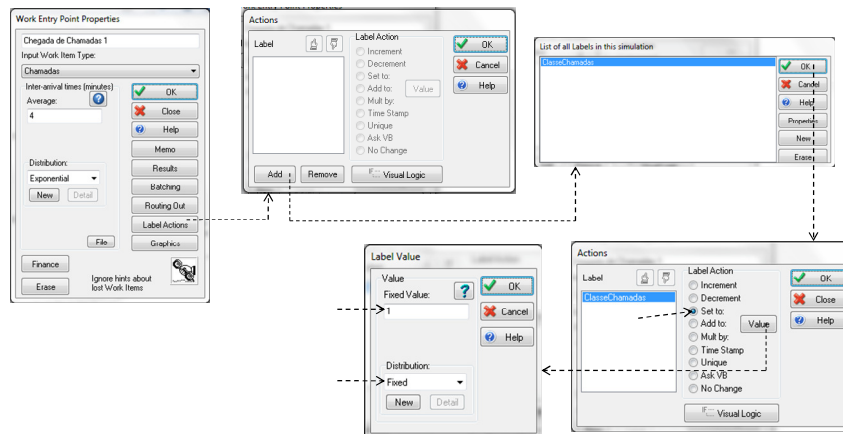 Work Entry Point Properties
Chegada de Chamadas 1
Input Work Item Type:
Chamadas
Inter-arrival times (minutes)
Average:
4
Distribution:
Exponential
New
Detail
File
Finance
Erase
Ignore hints about
lost Work Items
OK
Close
Help
Memo
Results
Batching
Routing Out
Label Actions
Graphics
Actions
Label
Label Action
Increment
Decrement
Set to:
Add to:
Value
Mult by:
Time Stamp
Unique
Ask VB
No Change
Add
Remove
Visual Logic
OK
Cancel
Help
List of all Labels in this simulation
ClasseChamadas
OK
Cancel
Help
Properties
New
Erase
Label Value
Value
Fixed Value:
1
Distribution:
Fixed
New
Detail
OK
Cancel
Help
Actions
Label
ClasseChamadas
Label Action
Increment
Decrement
Set to:
Add to:
Value
Mult by:
Time Stamp
Unique
Ask VB
No Change
Visual Logic
OK
Close
Help